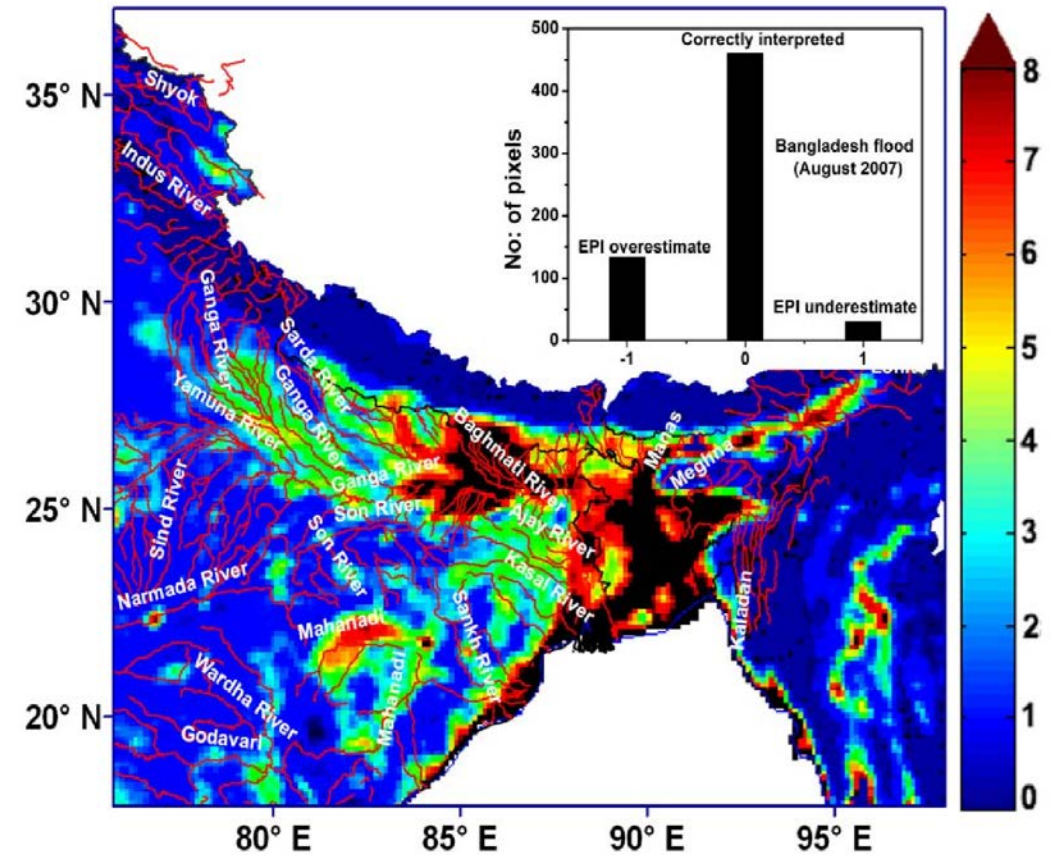 500
Correctly interpreted
400
300
Bangladesh flood
(August 2007)
200
EPI overestimate
100
EPI underestimate
0
-1
0
1
No: of pixels
8
7
6
5
4
3
2
1
0
35° N
30° N
25° N
20° N
80° E
85° E
90° E
95° E
Shyok
Indus River
Ganga River
Sarda River
Ganga River
Yamuna River
Baghmati River
Manas
Meghna
Ganga River
Son River
Ajay River
Sind River
Son River
Kasai River
Narmada River
Sankh River
Kaladan
Mahanadi
Mahanadi
Wardha River
Godavari